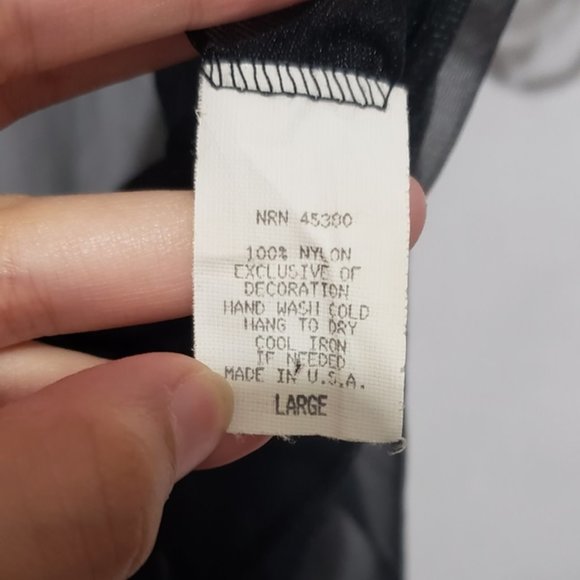 NRN 45380
100% NYLON
EXCLUSIVE OF
DECORATION
HAND WASH COLD
HANG TO DRY
COOL IRON
IF NEEDED
MADE IN U.S.A.
LARGE